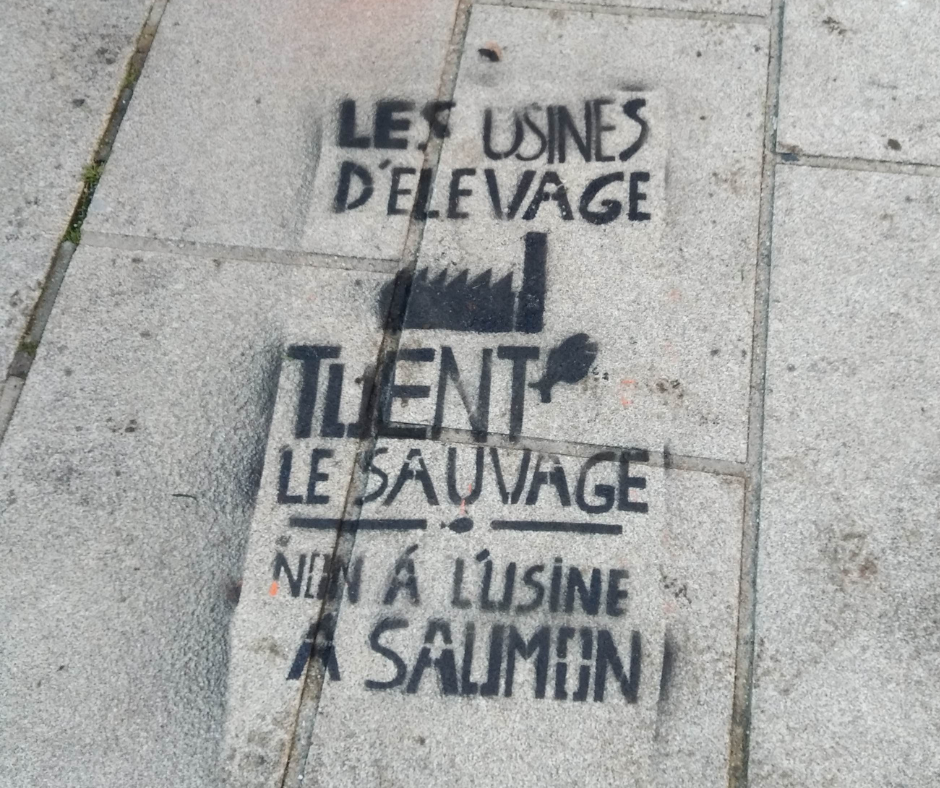 LES USINES
D'ELEVAGE
TUENT
LE SAUVAGE
NON Á L'USINE
A SAUMON